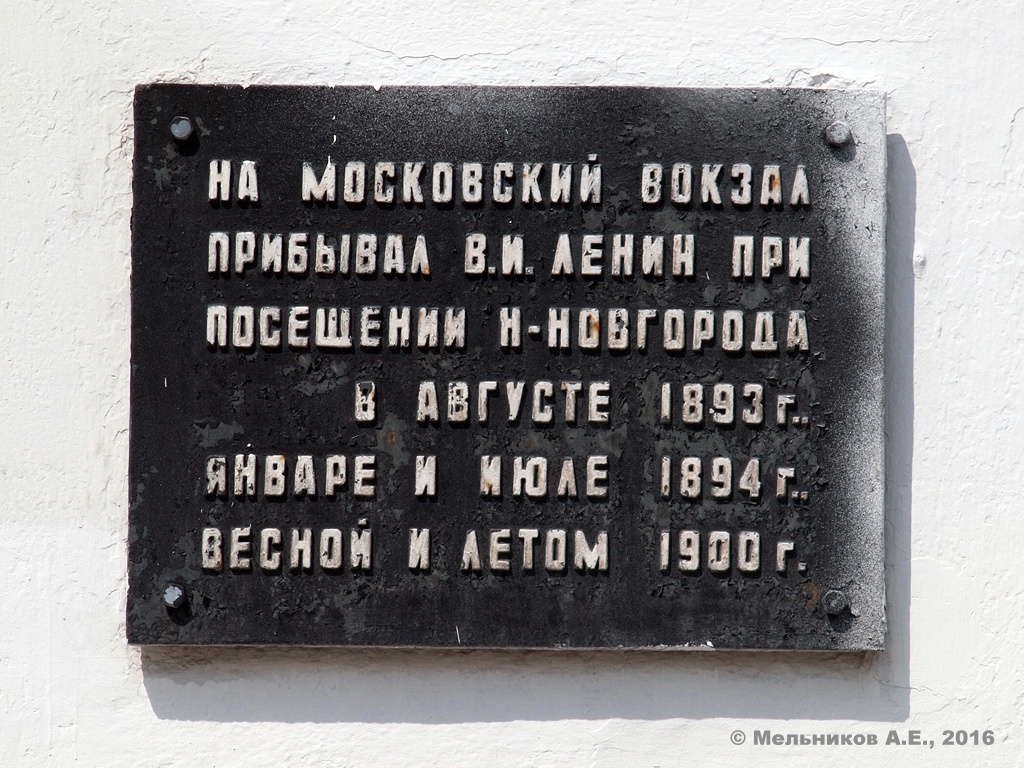 НА МОСКОВСКИЙ ВОКЗАЛ
ПРИБЫВАЛ В.И. ЛЕНИН ПРИ
ПОСЕЩЕНИИ Н-НОВГОРОДА
В АВГУСТЕ 1893 г.,
ЯНВАРЕ И ИЮЛЕ 1894 г.,
ВЕСНОЙ И ЛЕТОМ 1900 г.
© Мельников А.Е., 2016